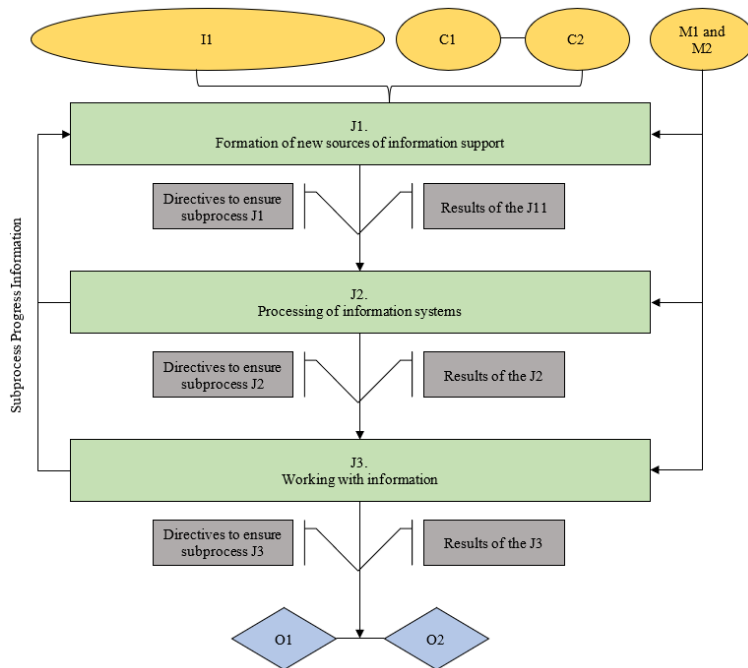 I1
C1
C2
M1 and
M2
J1.
Formation of new sources of information support
Directives to ensure
subprocess J1
Results of the J11
Subprocess Progress Information
J2.
Processing of information systems
Directives to ensure
subprocess J2
Results of the J2
J3.
Working with information
Directives to ensure
subprocess J3
Results of the J3
O1
O2